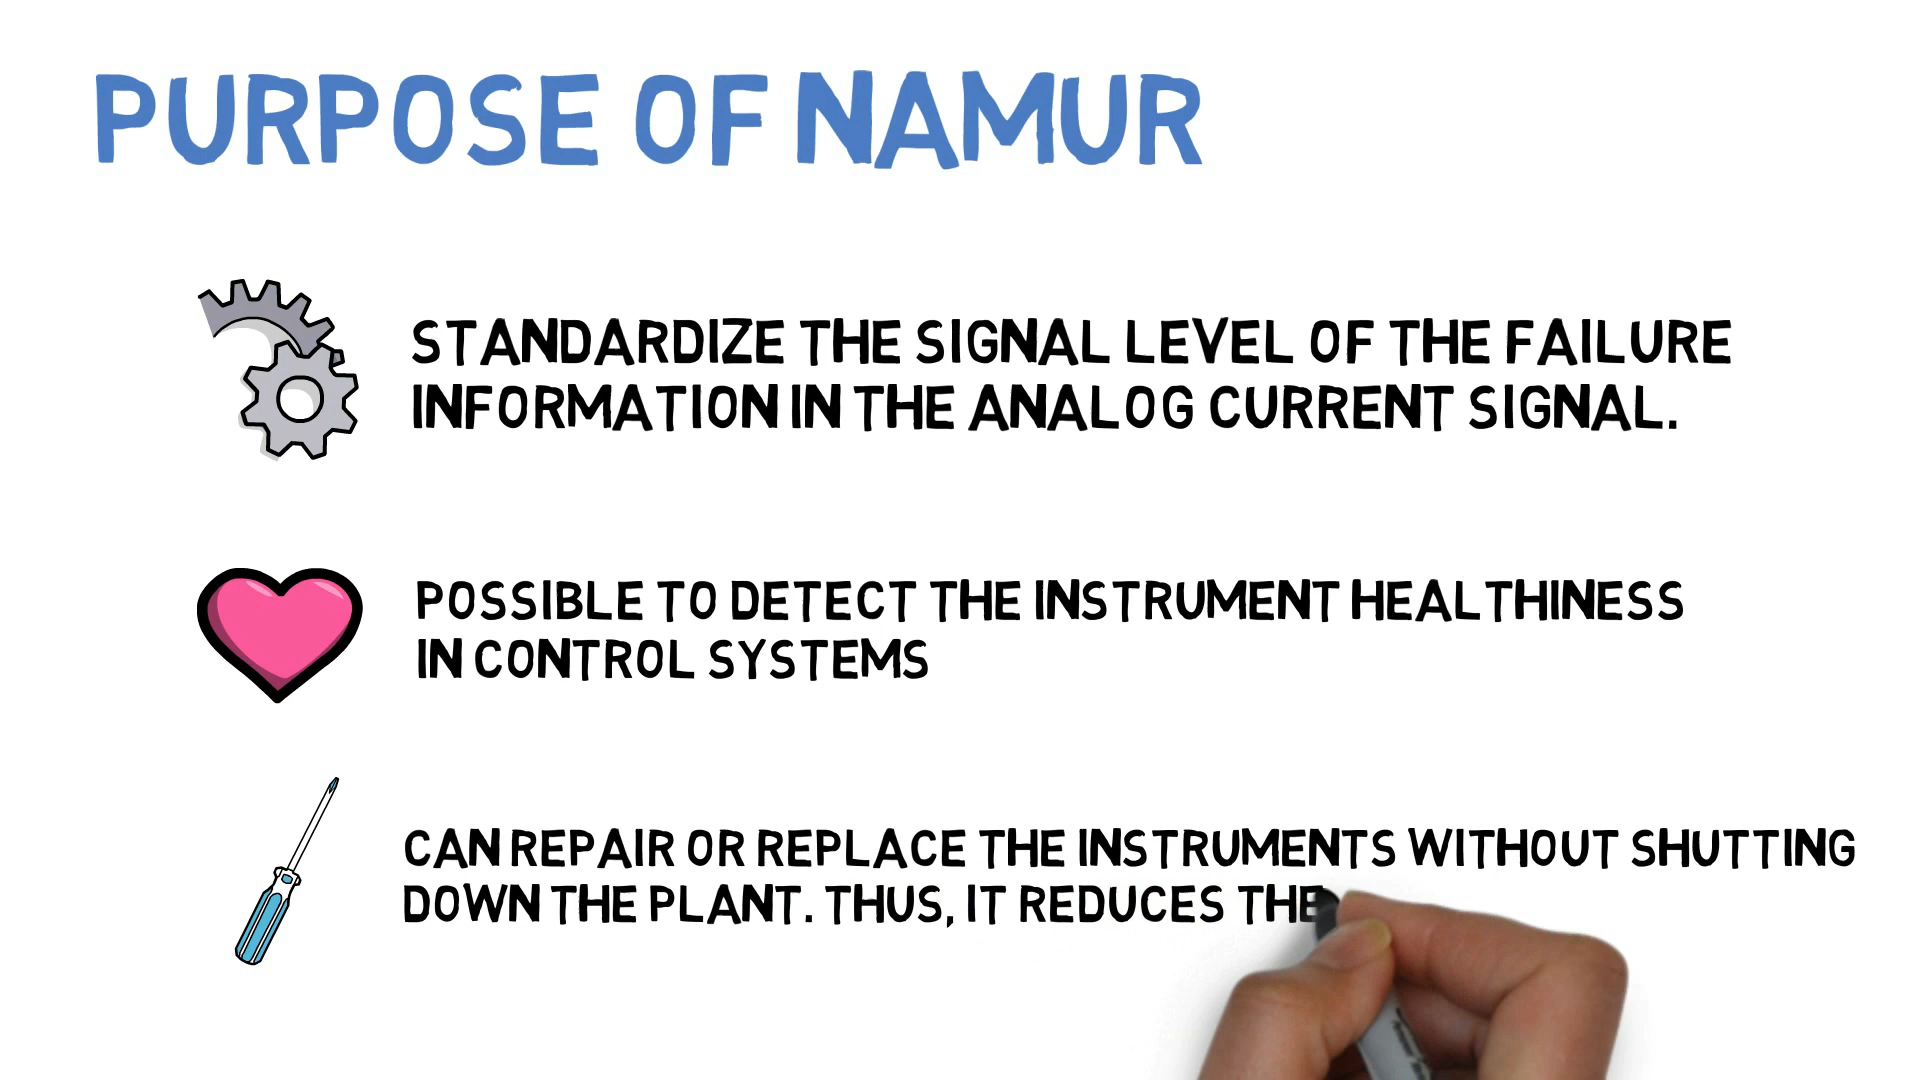 PURPOSE OF NAMUR
STANDARDIZE THE SIGNAL LEVEL OF THE FAILURE
INFORMATION IN THE ANALOG CURRENT SIGNAL.
POSSIBLE TO DETECT THE INSTRUMENT HEALTHINESS
IN CONTROL SYSTEMS
CAN REPAIR OR REPLACE THE INSTRUMENTS WITHOUT SHUTTING
DOWN THE PLANT. THUS, IT REDUCES THE